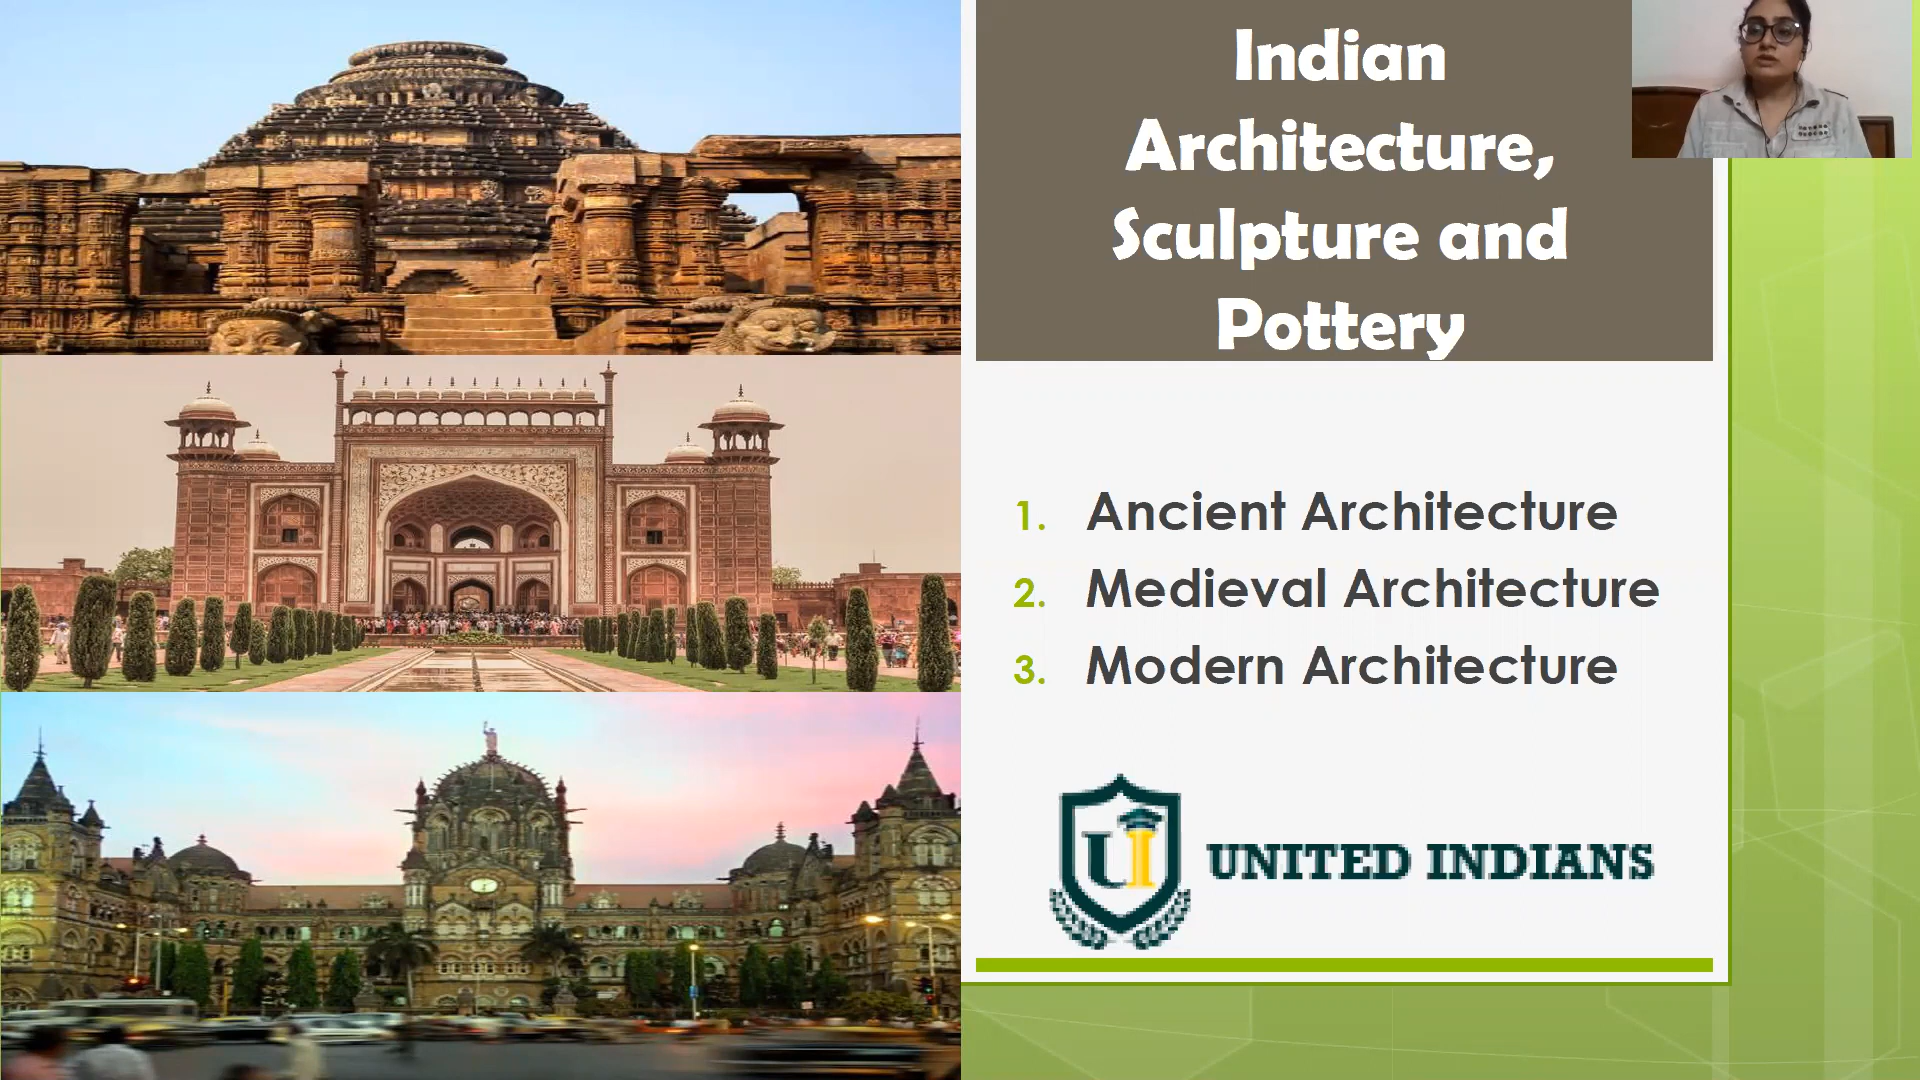 Indian
Architecture,
Sculpture and
Pottery
1. Ancient Architecture
2. Medieval Architecture
3. Modern Architecture
UI
UNITED INDIANS